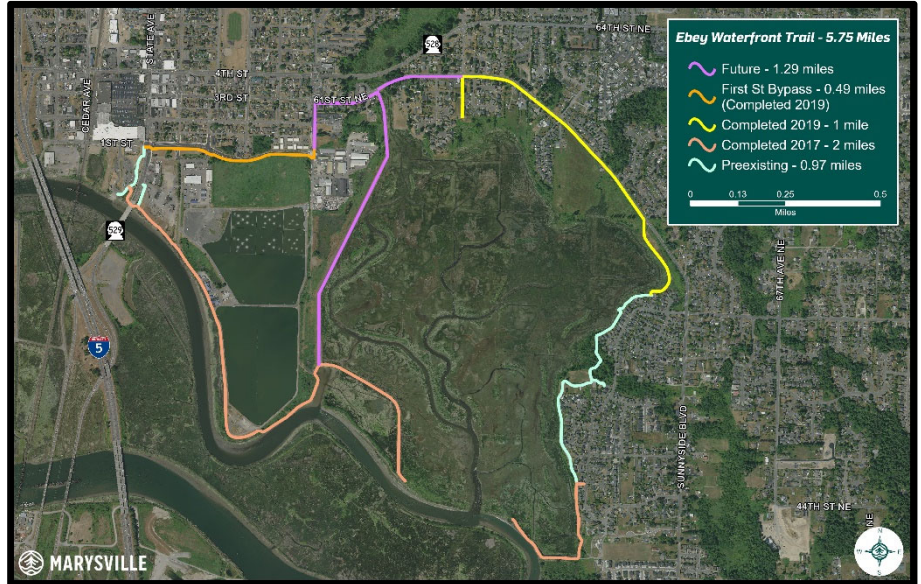 Ebey Waterfront Trail - 5.75 Miles
Future - 1.29 miles
First St Bypass - 0.49 miles
(Completed 2019)
Completed 2019 - 1 mile
Completed 2017 - 2 miles
Preexisting - 0.97 miles
0 0.13 0.25 0.5
Miles
64TH ST NE
528
STATE AVE
4TH ST
3RD ST
61ST ST NE
CEDAR AVE
1ST ST
529
67TH AVE NE
5
SUNNYSIDE BLVD
44TH ST NE
NE
MARYSVILLE
N
W E
S